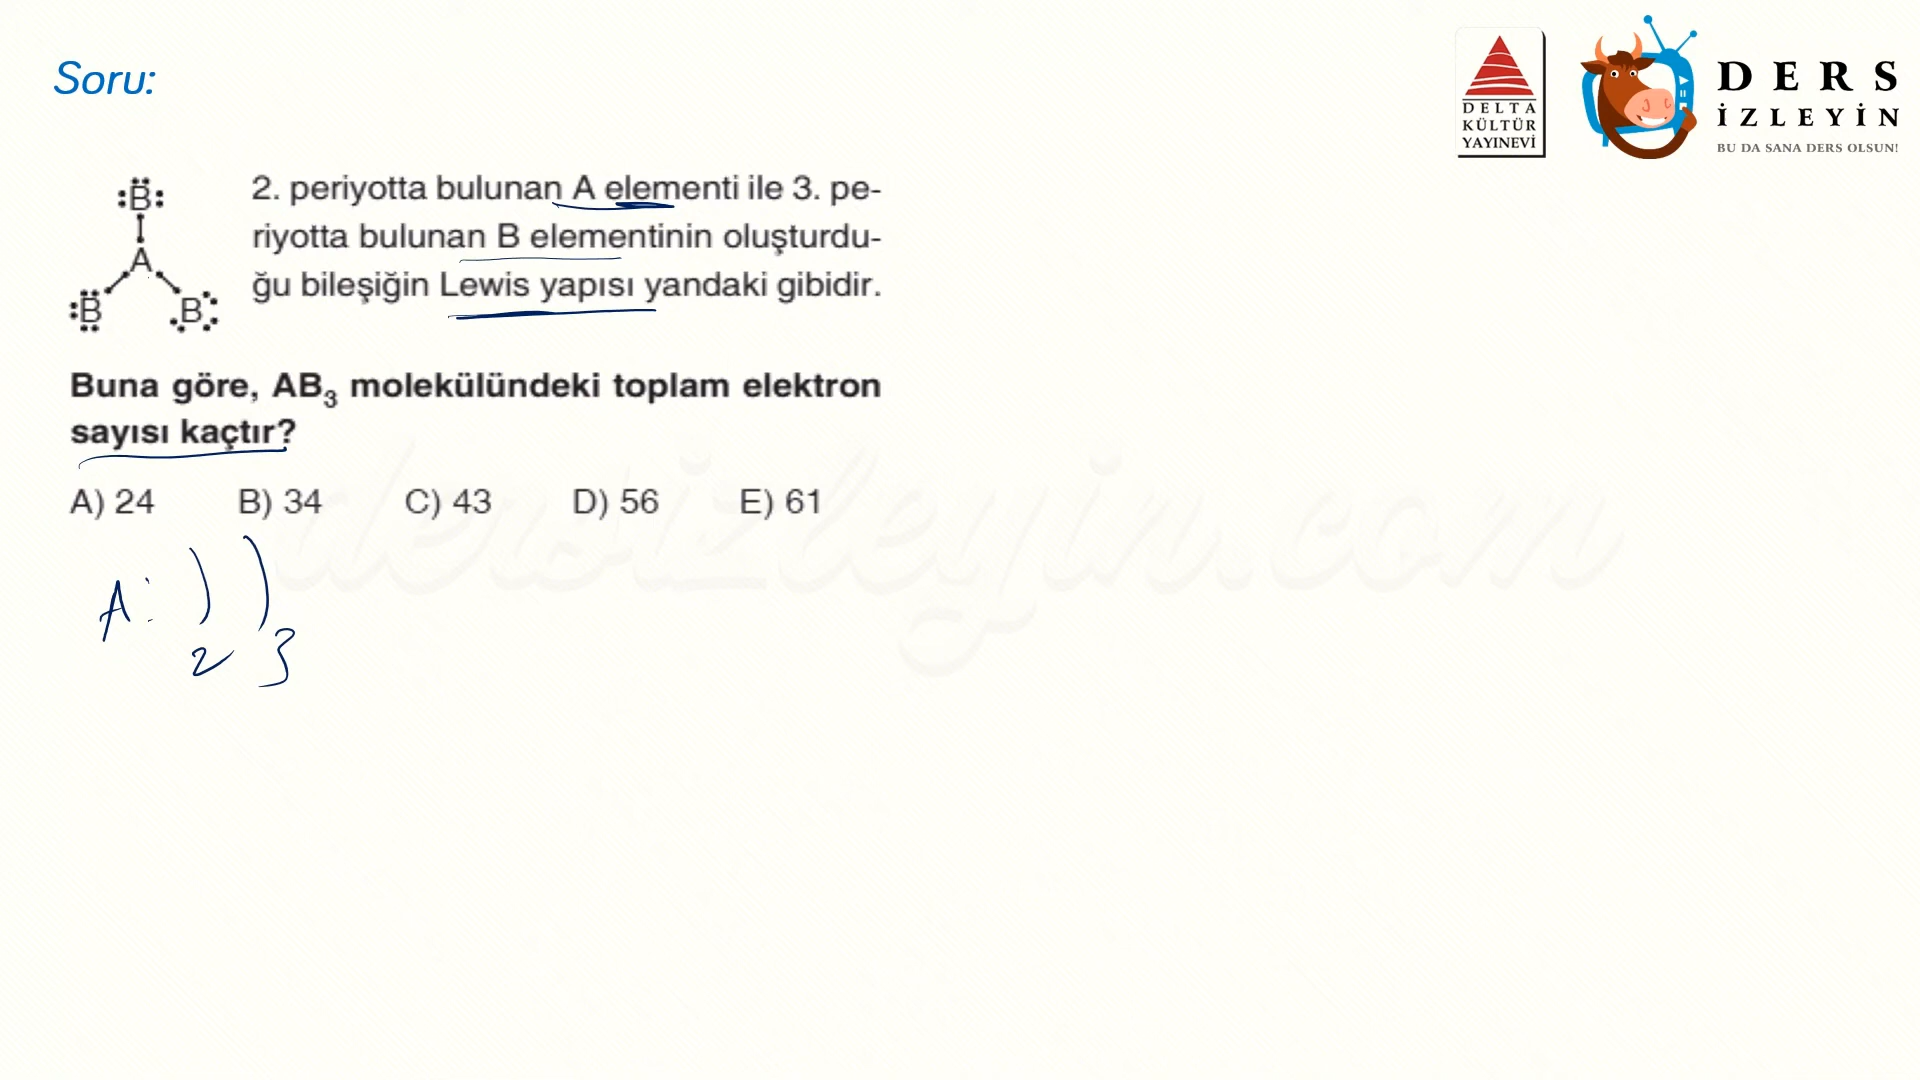 Soru:
DELTA
KÜLTÜR
YAYINEVİ
DERS
İZLEYİN
BU DA SANA DERS OLSUN!
:B:
A
:B
B:
2. periyotta bulunan A elementi ile 3. pe-
riyotta bulunan B elementinin oluşturdu-
ğu bileşiğin Lewis yapısı yandaki gibidir.
Buna göre, AB₃ molekülündeki toplam elektron
sayısı kaçtır?
A) 24 B) 34 C) 43 D) 56 E) 61
dersizleyin.com
A: ) )
2 3